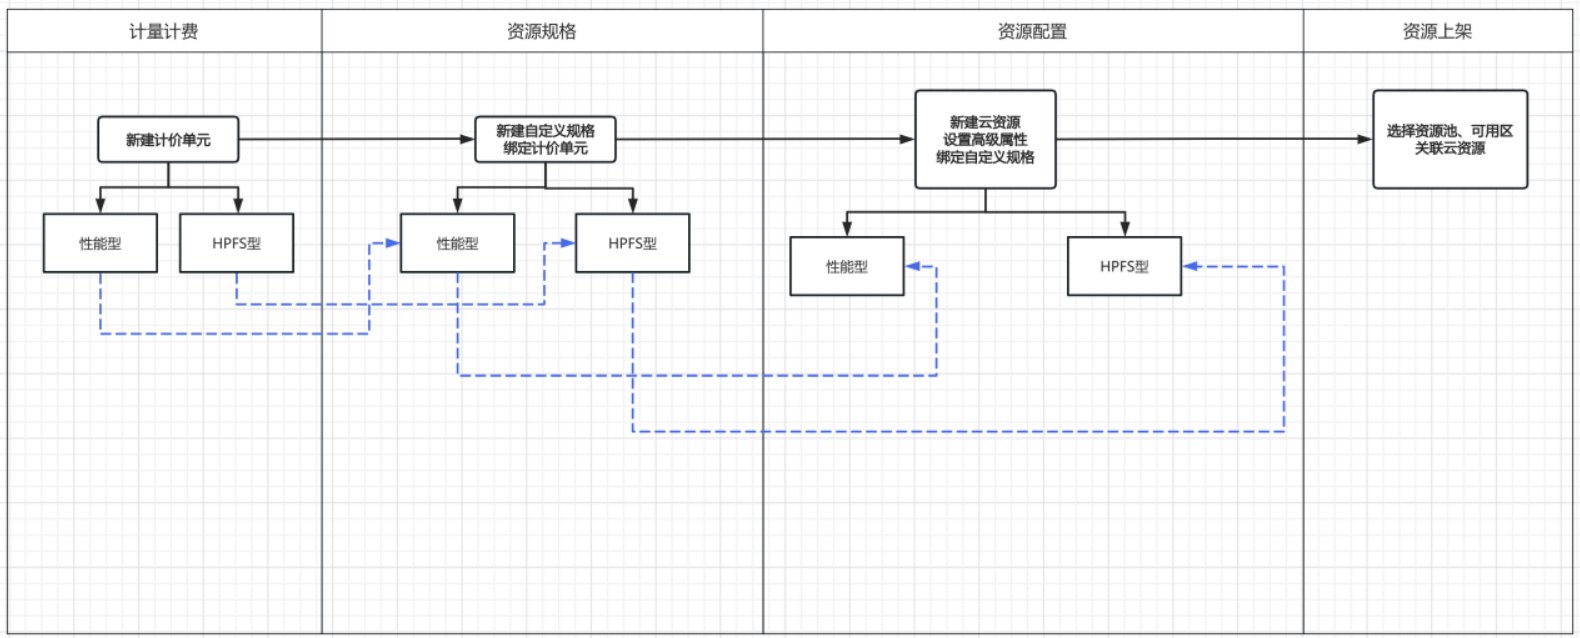 计量计费
资源规格
资源配置
资源上架
新建计价单元
新建自定义规格
绑定计价单元
新建云资源
设置高级属性
绑定自定义规格
选择资源池、可用区
关联云资源
性能型
HPFS型
性能型
HPFS型
性能型
HPFS型